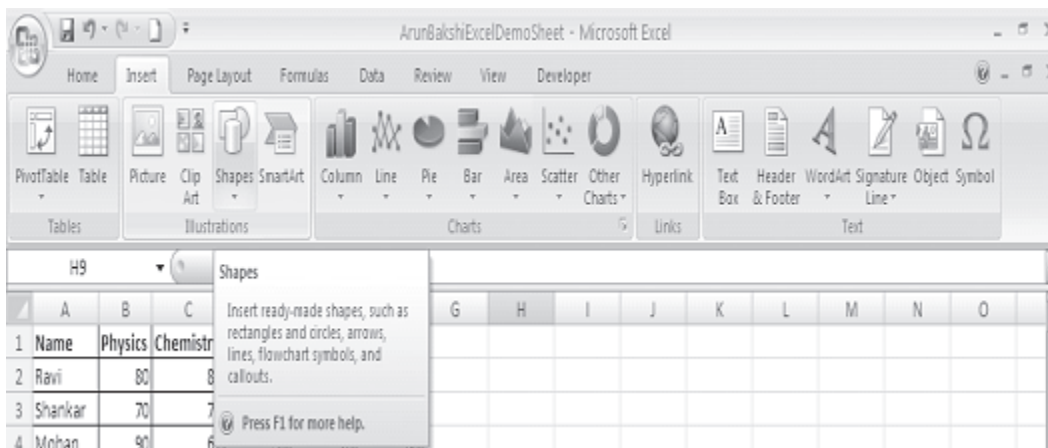 ArunBakshiExcelDemoSheet - Microsoft Excel
Home Insert Page Layout Formulas Data Review View Developer
PivotTable Table Picture Clip Art Shapes SmartArt Column Line Pie Bar Area Scatter Other Charts Hyperlink Text Box Header & Footer WordArt Signature Line Object Symbol
Tables Illustrations Charts Links Text
H9
Shapes
Insert ready-made shapes, such as
rectangles and circles, arrows,
lines, flowchart symbols, and
callouts.
Press F1 for more help.
A B C G H I J K L M N O
1 Name Physics Chemistr
2 Ravi 80 8
3 Shankar 70 7
4 Mohan 90 6